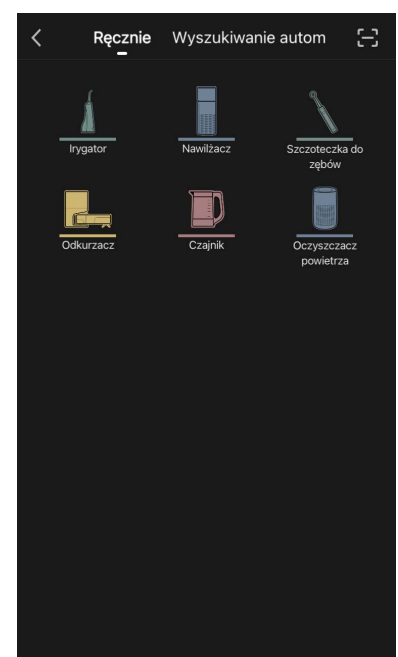 Ręcznie Wyszukiwanie autom
Irygator Nawilżacz Szczoteczka do
zębów
Odkurzacz Czajnik Oczyszczacz
powietrza